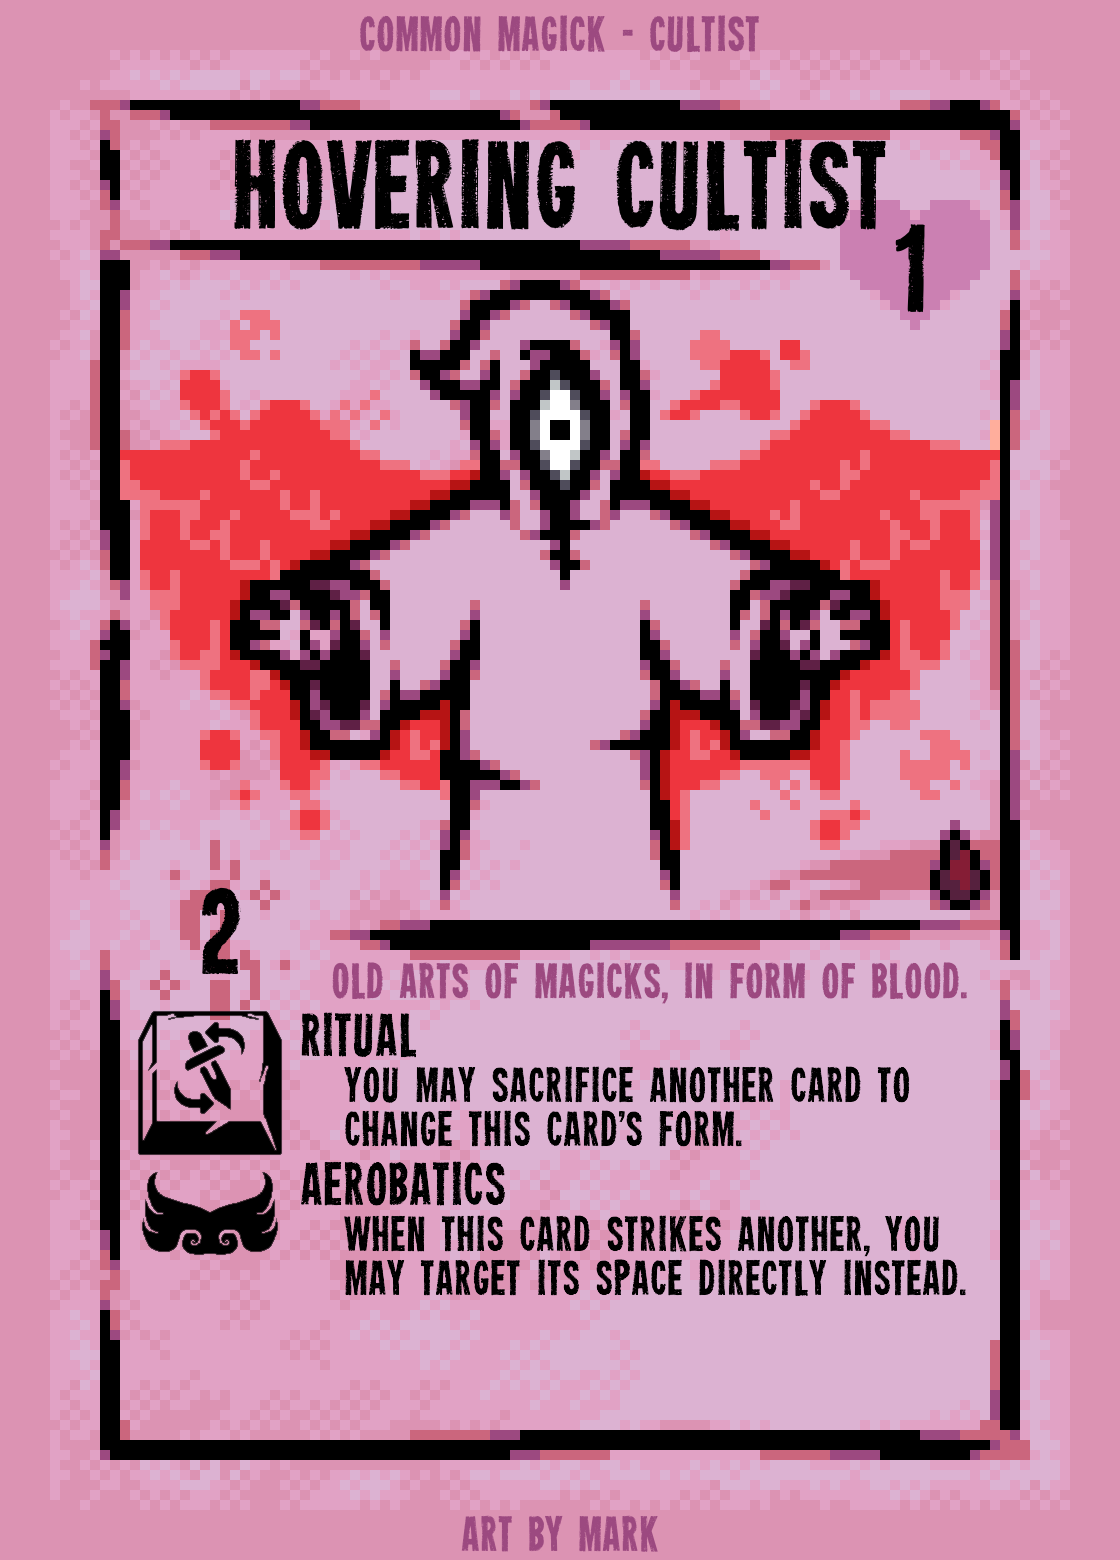 COMMON MAGICK - CULTIST
HOVERING CULTIST
1
2
OLD ARTS OF MAGICKS, IN FORM OF BLOOD.
RITUAL
YOU MAY SACRIFICE ANOTHER CARD TO
CHANGE THIS CARD'S FORM.
AEROBATICS
WHEN THIS CARD STRIKES ANOTHER, YOU
MAY TARGET ITS SPACE DIRECTLY INSTEAD.
ART BY MARK